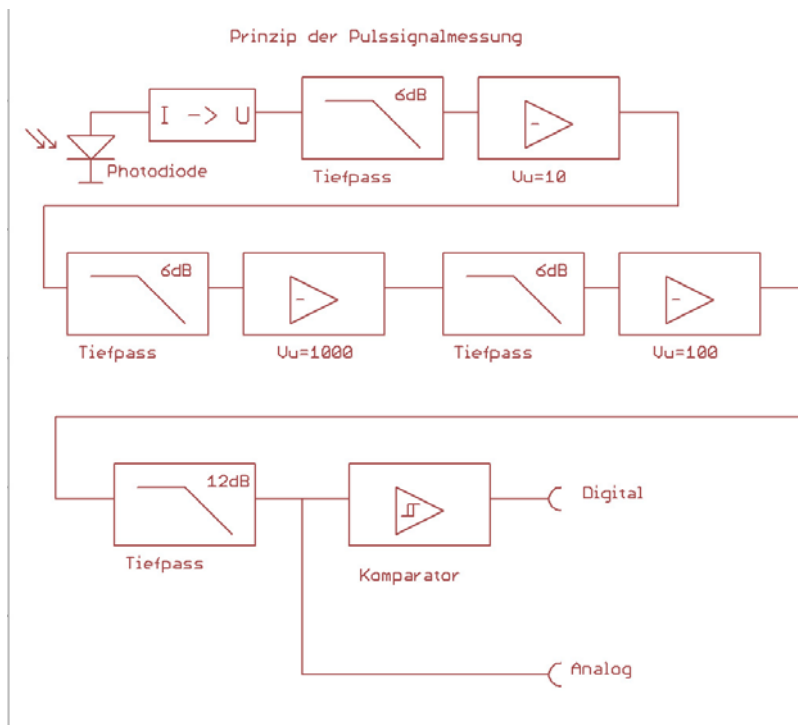 Prinzip der Pulssignalmessung
I -> U
6dB
Photodiode
Tiefpass
Vu=10
6dB
6dB
Tiefpass
Vu=1000
Tiefpass
Vu=100
12dB
Digital
Tiefpass
Komparator
Analog